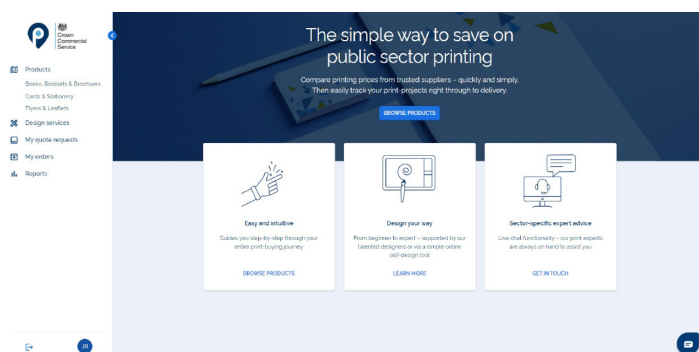 Crown
Commercial
Service
Products
Books, Booklets & Brochures
Cards & Stationery
Flyers & Leaflets
Design services
My quote requests
My orders
Reports
JB
The simple way to save on
public sector printing
Compare printing prices from trusted suppliers – quickly and simply.
Then easily track your print-projects right through to delivery.
BROWSE PRODUCTS
Easy and intuitive
Guides you step-by-step through your
entire print-buying journey
BROWSE PRODUCTS
Design your way
From beginner to expert – supported by our
talented designers or via a simple online
self-design tool
LEARN MORE
Sector-specific expert advice
Live chat functionality – our print experts
are always on hand to assist you
GET IN TOUCH